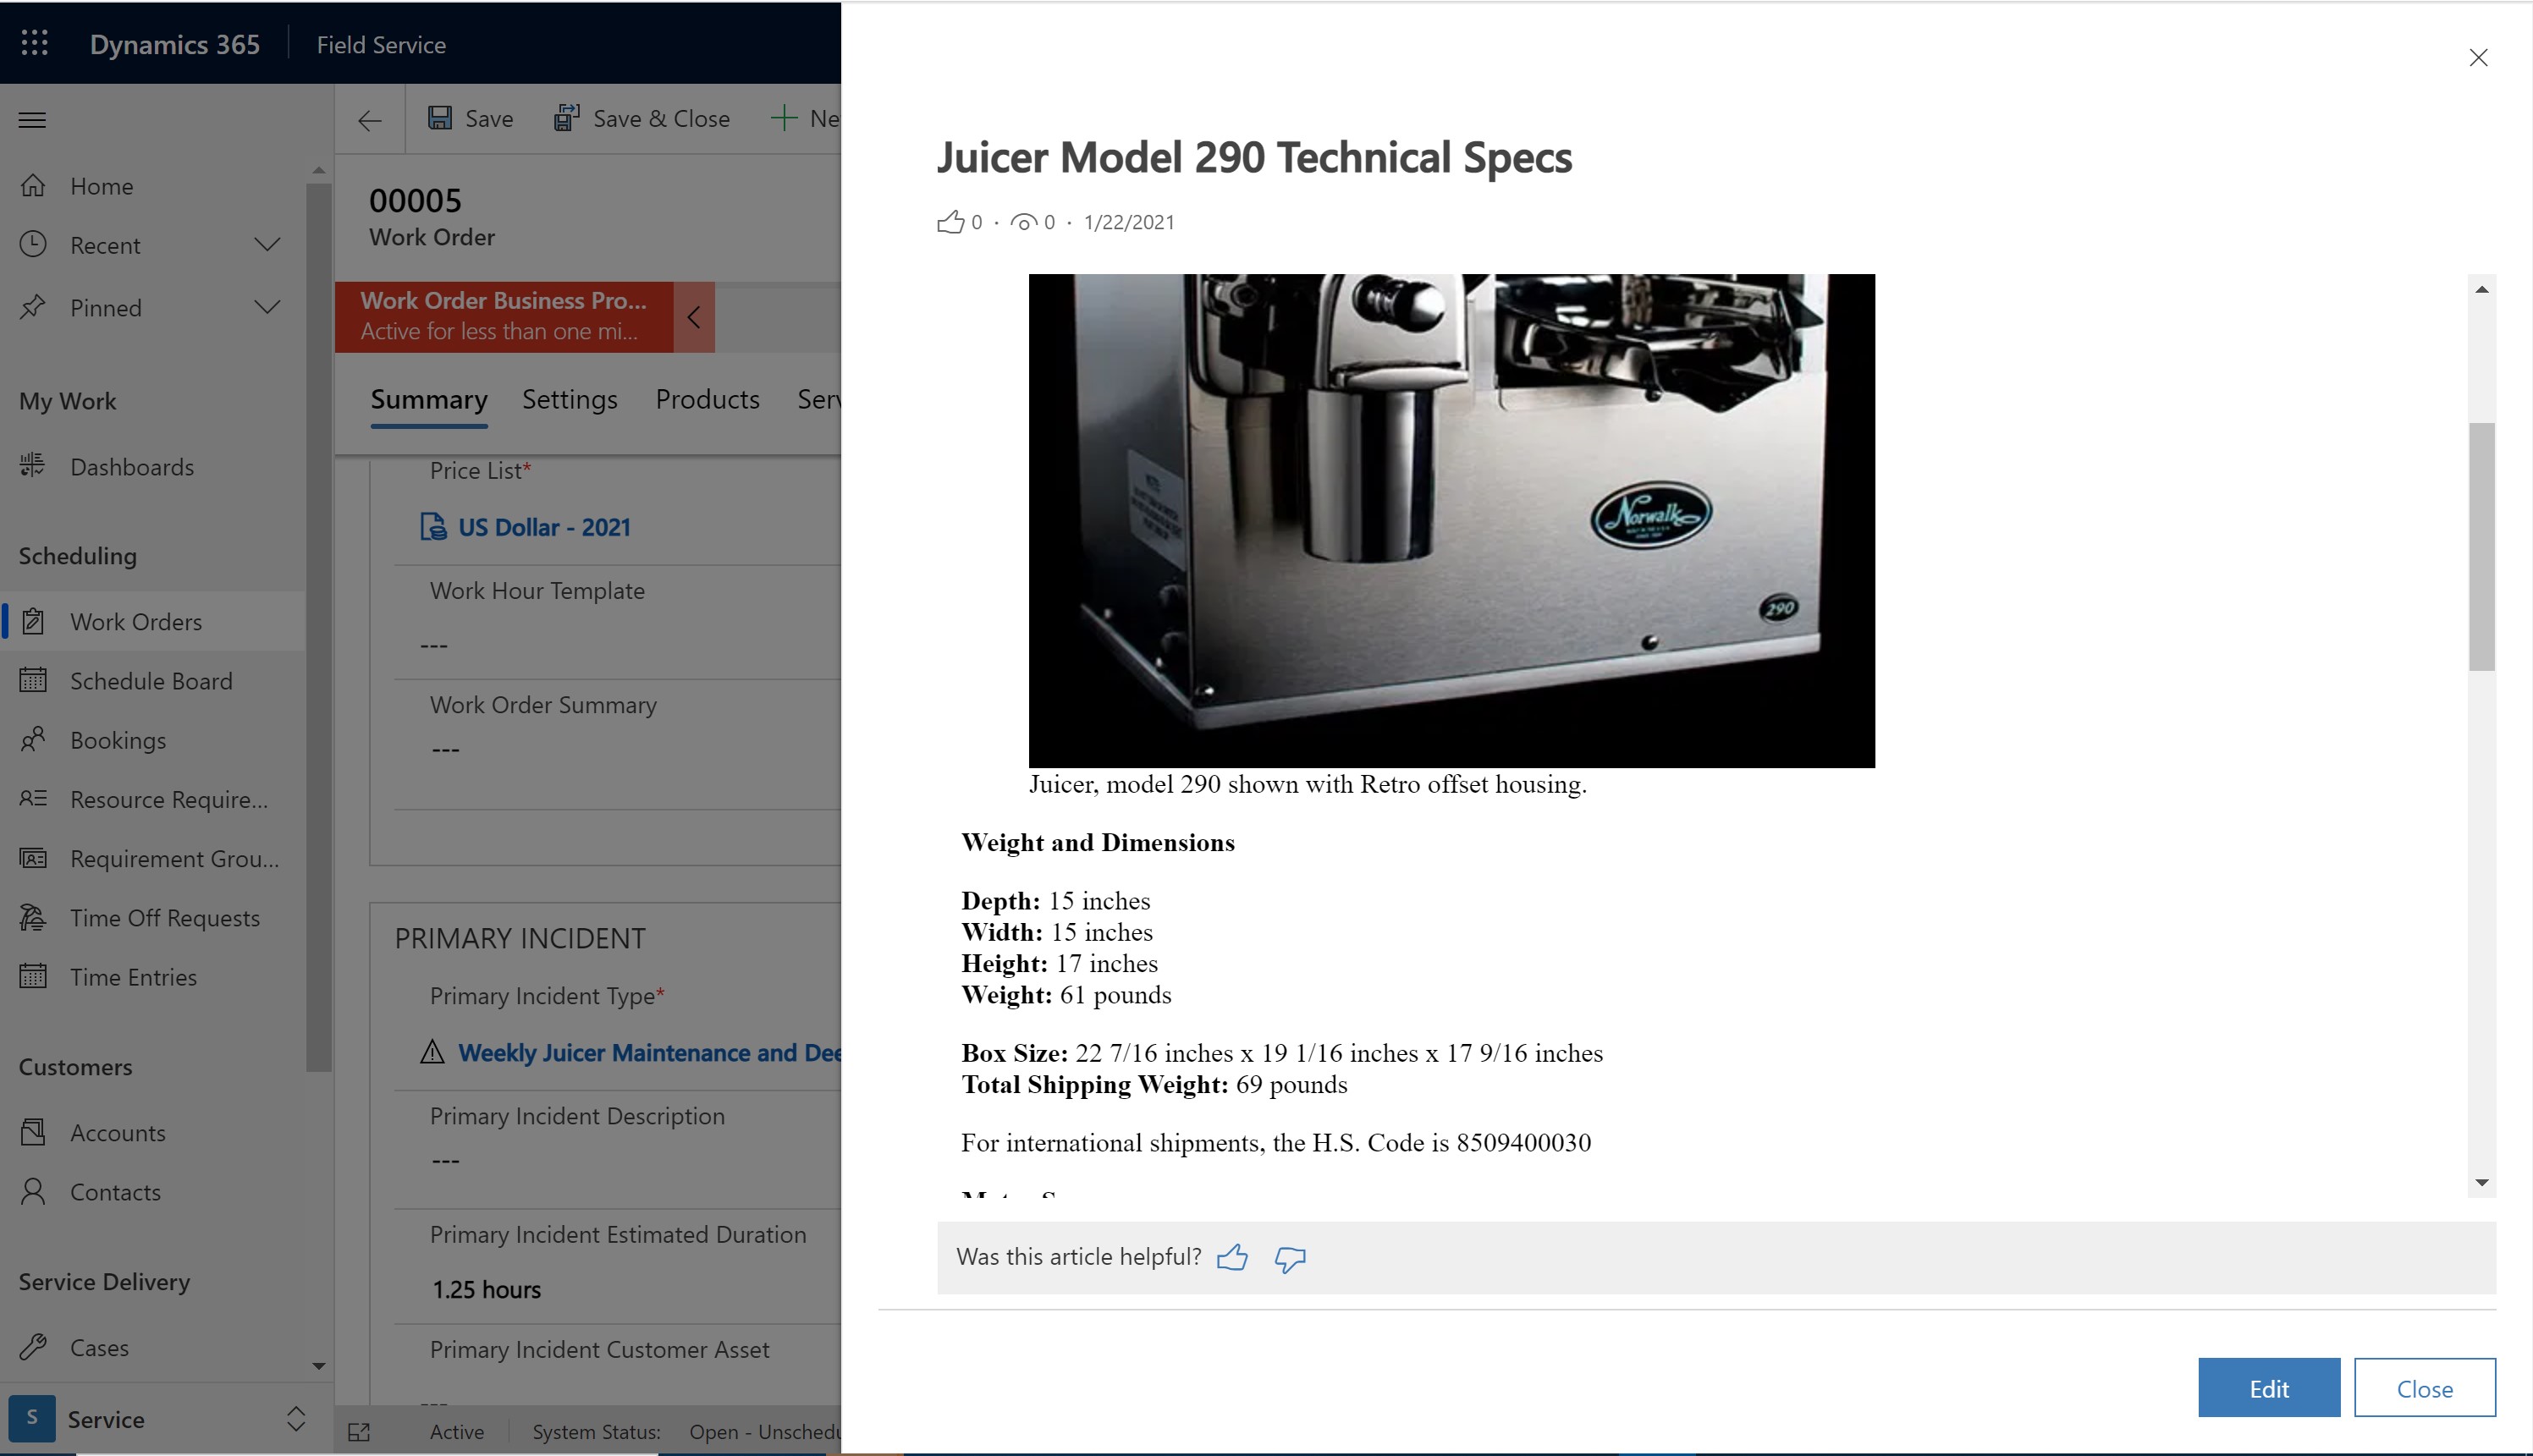 Dynamics 365
Field Service
Home
Recent
Pinned
My Work
Dashboards
Scheduling
Work Orders
Schedule Board
Bookings
Resource Require...
Requirement Grou...
Time Off Requests
Time Entries
Customers
Accounts
Contacts
Service Delivery
Cases
S
Service
Save
Save & Close
Ne
00005
Work Order
Work Order Business Pro...
Active for less than one mi...
Summary
Settings
Products
Serv
Price List*
US Dollar - 2021
Work Hour Template
---
Work Order Summary
---
PRIMARY INCIDENT
Primary Incident Type*
Weekly Juicer Maintenance and Dee
Primary Incident Description
---
Primary Incident Estimated Duration
1.25 hours
Primary Incident Customer Asset
---
Active
System Status:
Open - Unschedu
Juicer Model 290 Technical Specs
0 · 0 · 1/22/2021
Norwalk
290
Juicer, model 290 shown with Retro offset housing.
Weight and Dimensions
Depth: 15 inches
Width: 15 inches
Height: 17 inches
Weight: 61 pounds
Box Size: 22 7/16 inches x 19 1/16 inches x 17 9/16 inches
Total Shipping Weight: 69 pounds
For international shipments, the H.S. Code is 8509400030
Was this article helpful?
Edit
Close